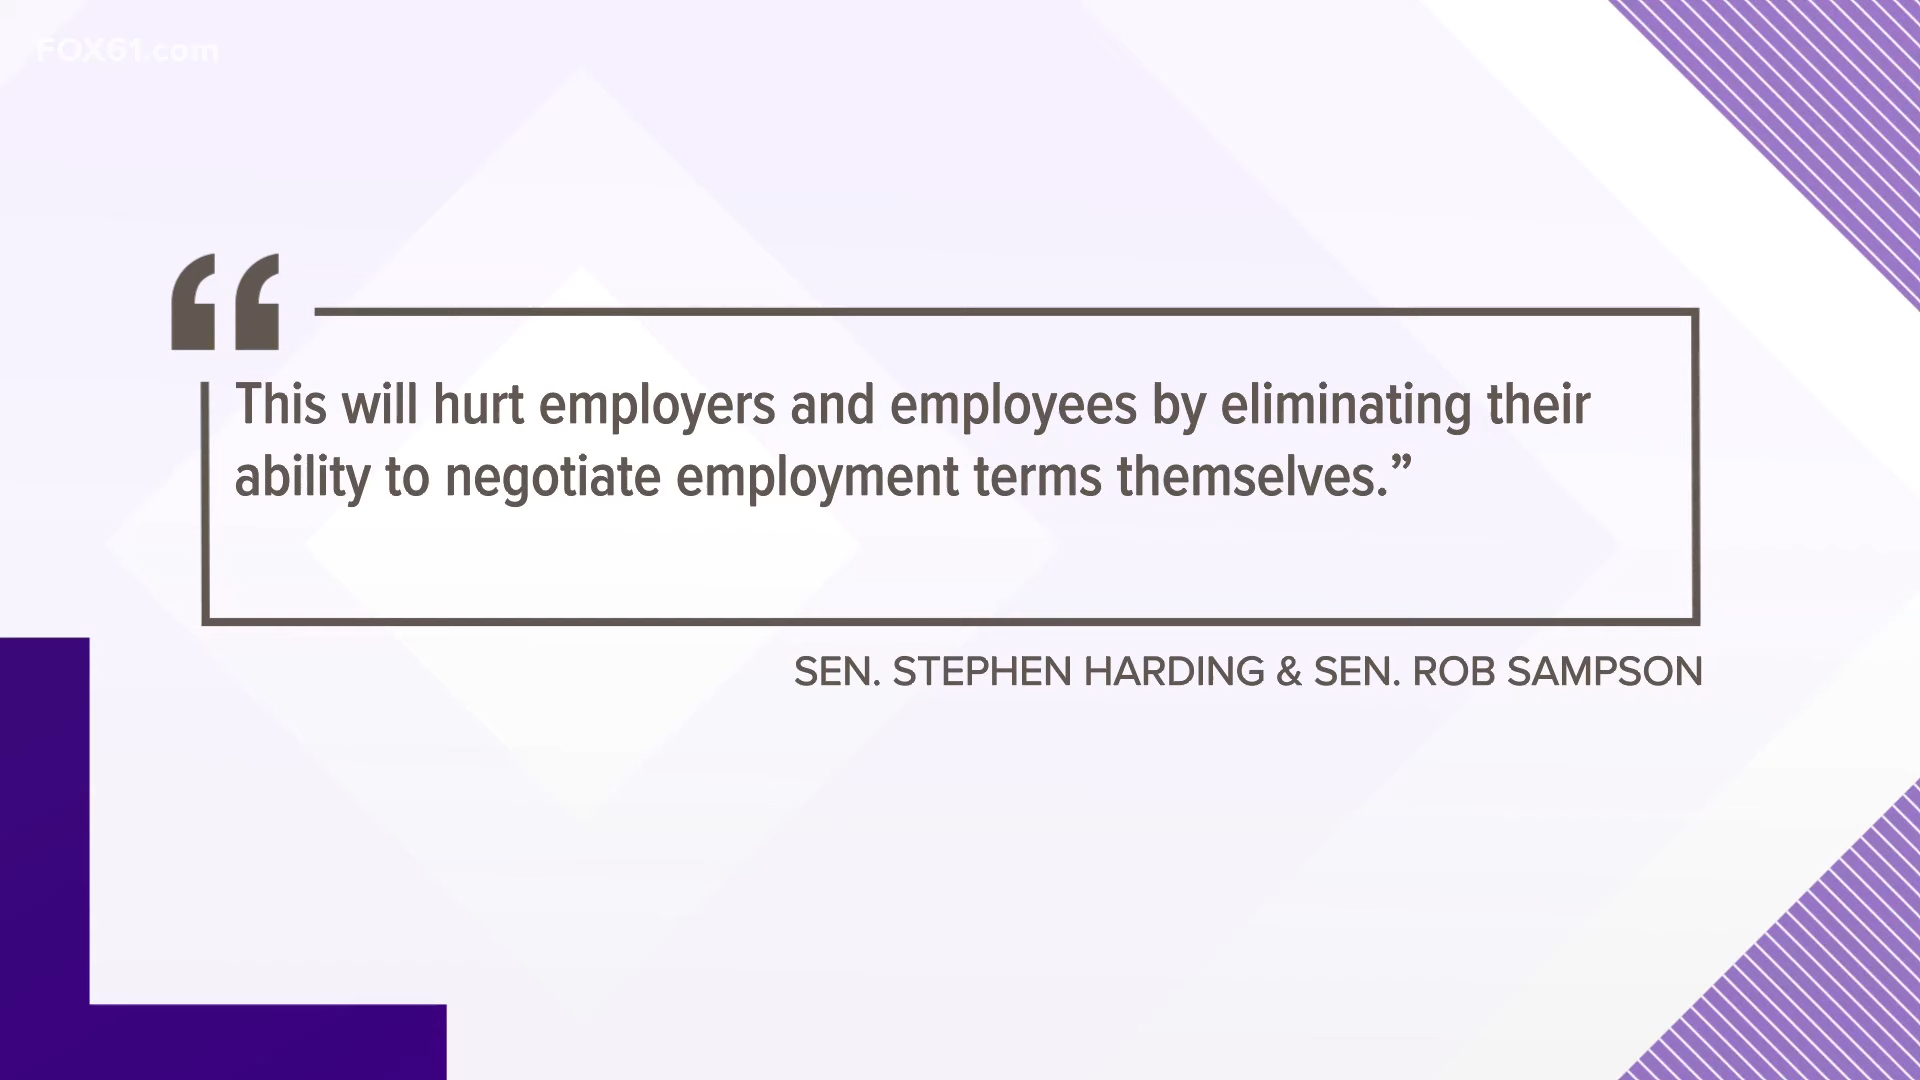 FOX61.com
“
This will hurt employers and employees by eliminating their
ability to negotiate employment terms themselves.”
SEN. STEPHEN HARDING & SEN. ROB SAMPSON